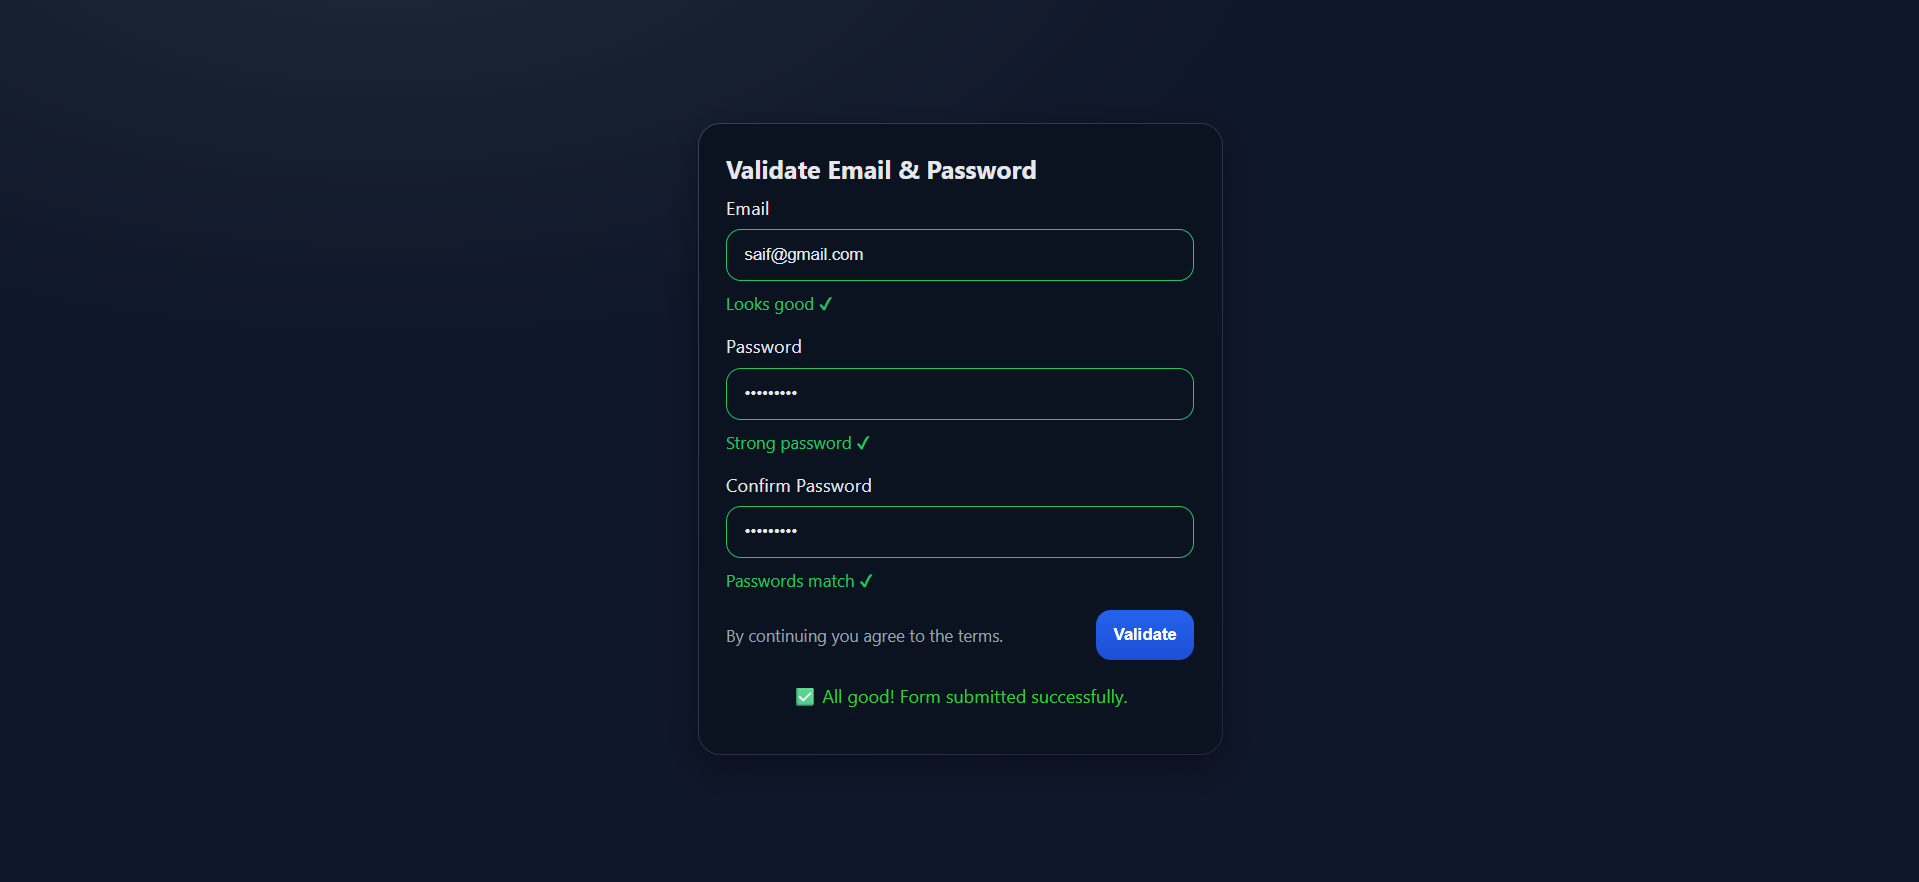 Validate Email & Password
Email
saif@gmail.com
Looks good ✓
Password
•••••••••
Strong password ✓
Confirm Password
•••••••••
Passwords match ✓
By continuing you agree to the terms.
Validate
✅ All good! Form submitted successfully.